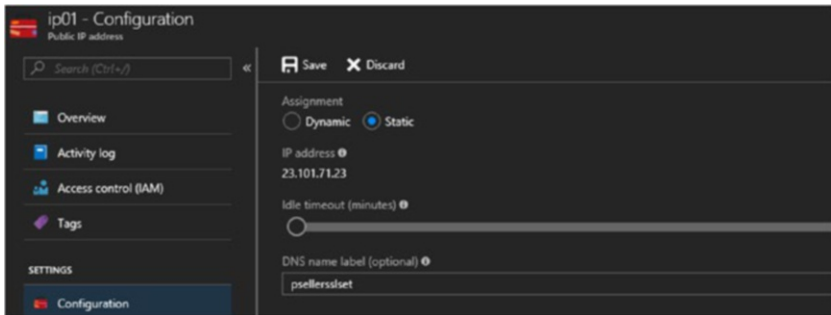 ip01 - Configuration
Public IP address
Search (Ctrl+/)
«
Overview
Activity log
Access control (IAM)
Tags
SETTINGS
Configuration
Save Discard
Assignment
Dynamic Static
IP address
23.101.71.23
Idle timeout (minutes)
DNS name label (optional)
psellersslset